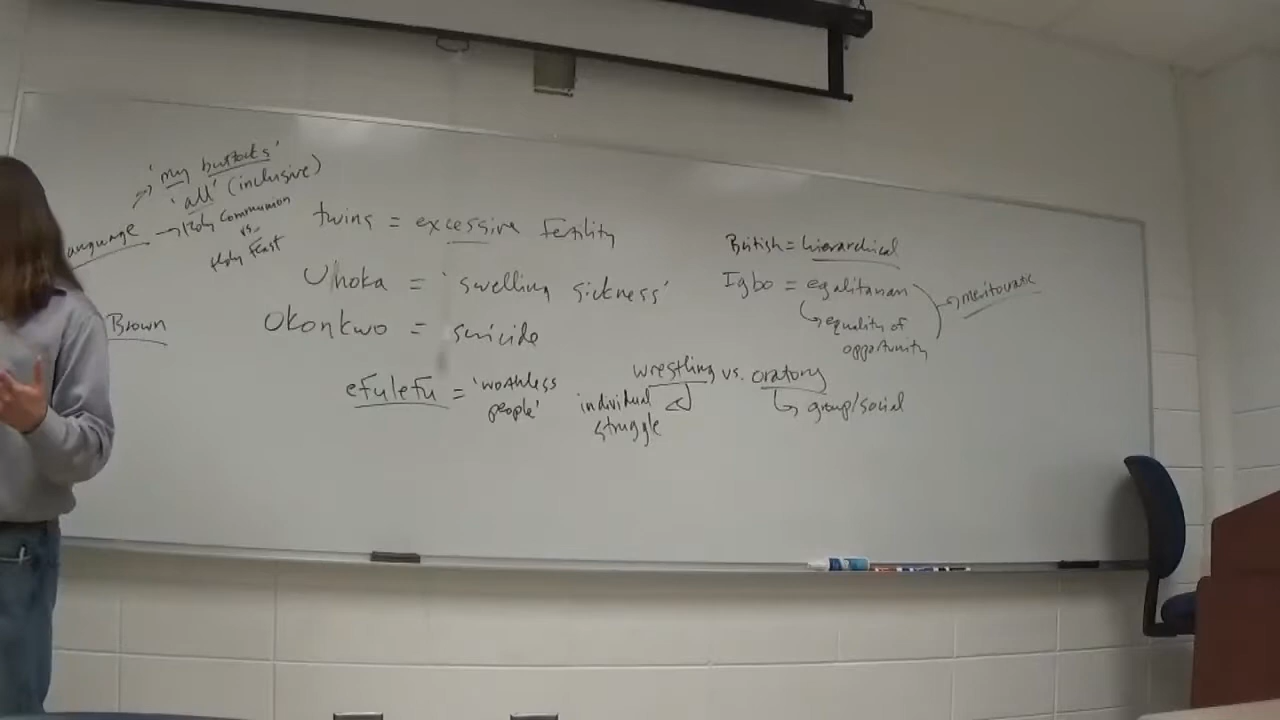 'my buttocks'
'all' (inclusive)
anguage → Holy Communion
vs.
Holy Feast
Brown
twins = excessive fertility
Unoka = 'swelling sickness'
Okonkwo = suicide
efulefu = 'worthless
people'
British = hierarchical
Igbo = egalitarian → meritocratic
equality of
opportunity
wrestling vs. oratory
individual
struggle
group/social